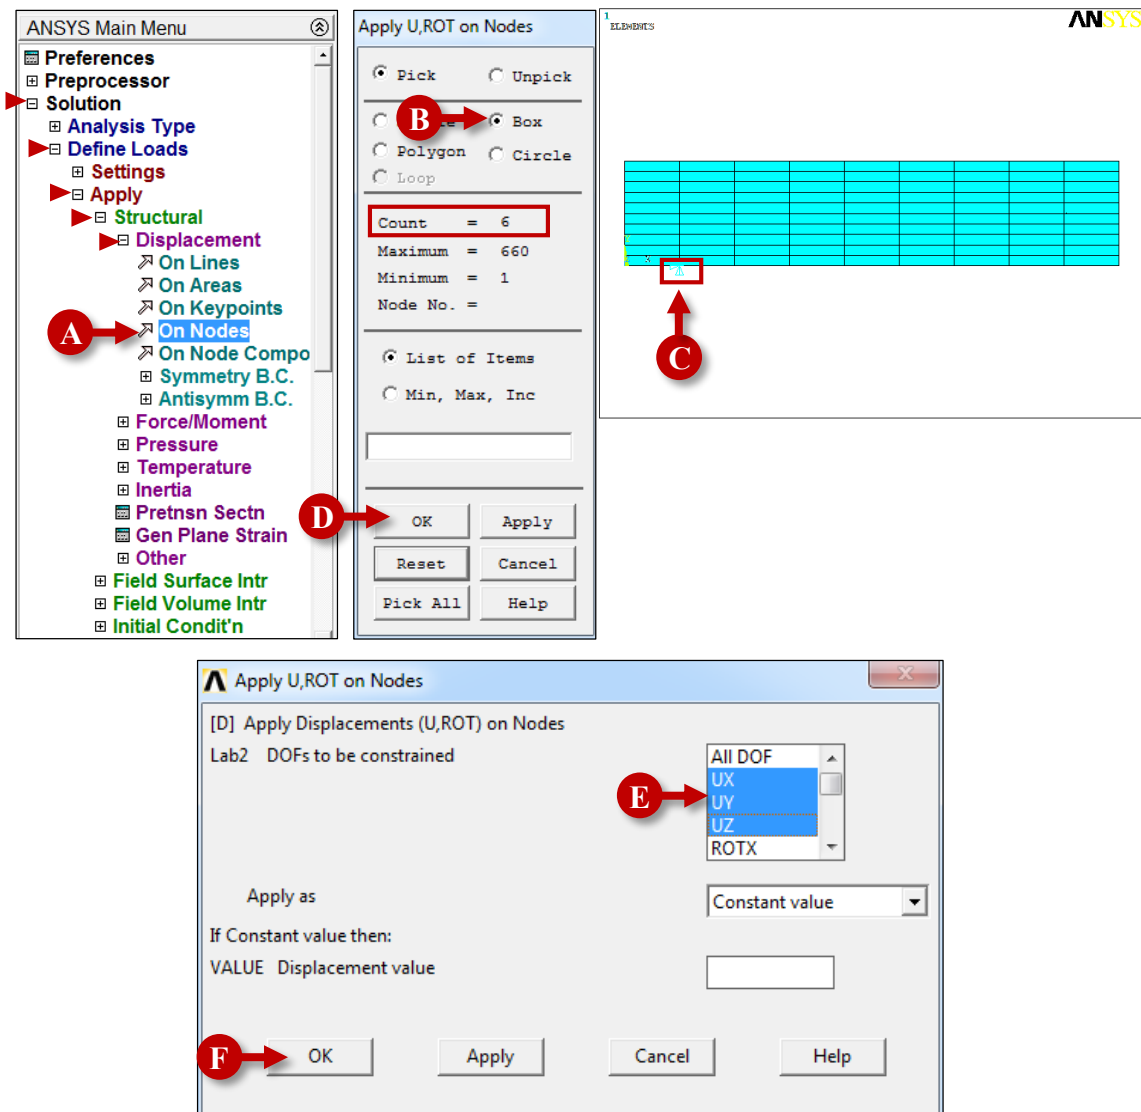 ANSYS Main Menu
Preferences
Preprocessor
Solution
Analysis Type
Define Loads
Settings
Apply
Structural
Displacement
On Lines
On Areas
On Keypoints
A
On Nodes
On Node Compo
Symmetry B.C.
Antisymm B.C.
Force/Moment
Pressure
Temperature
Inertia
Pretnsn Sectn
Gen Plane Strain
Other
Field Surface Intr
Field Volume Intr
Initial Condit'n
Apply U,ROT on Nodes
Pick Unpick
B Box
Polygon Circle
Loop
Count = 6
Maximum = 660
Minimum = 1
Node No. =
List of Items
Min, Max, Inc
D OK Apply
Reset Cancel
Pick All Help
1
ELEMENTS
ANSYS
X
C
Apply U,ROT on Nodes
[D] Apply Displacements (U,ROT) on Nodes
Lab2 DOFs to be constrained
All DOF
UX
E
UY
UZ
ROTX
Apply as Constant value
If Constant value then:
VALUE Displacement value
F OK Apply Cancel Help